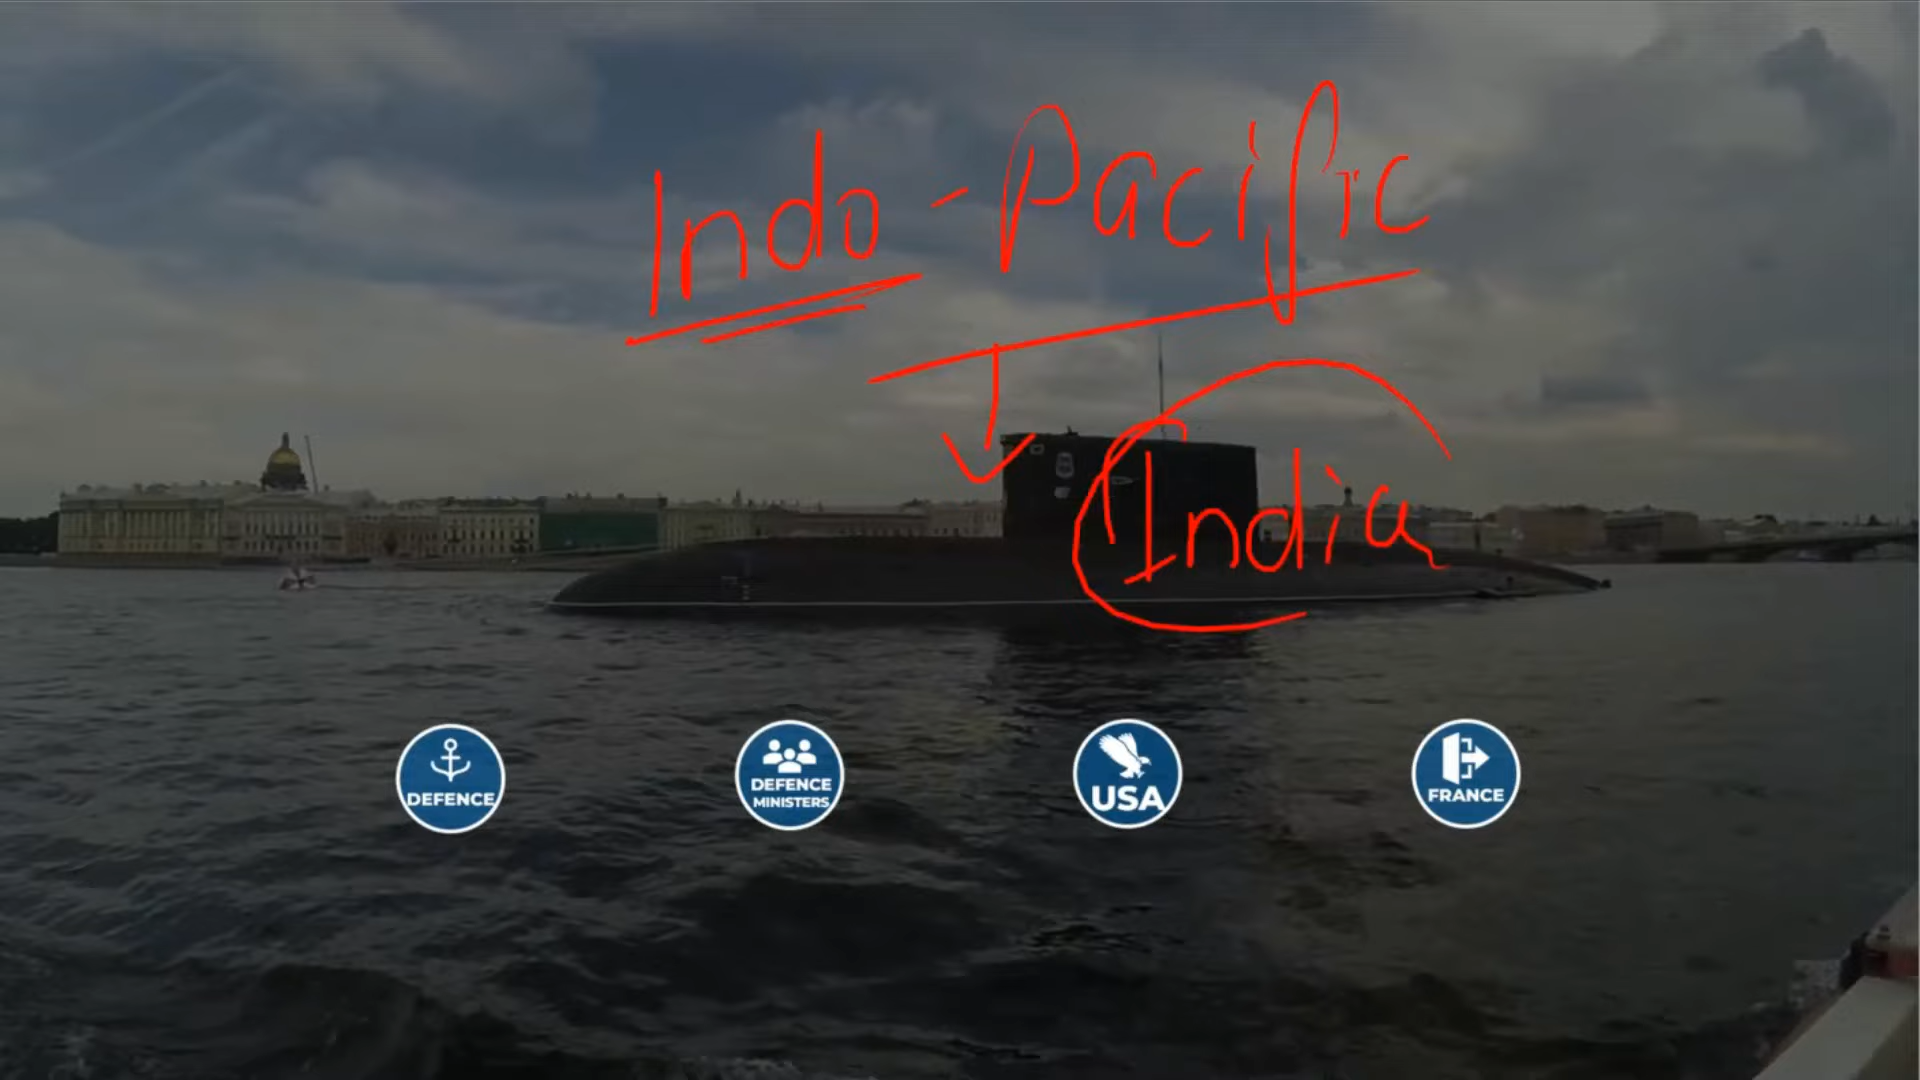 Indo-Pacific
India
DEFENCE
DEFENCE
MINISTERS
USA
FRANCE